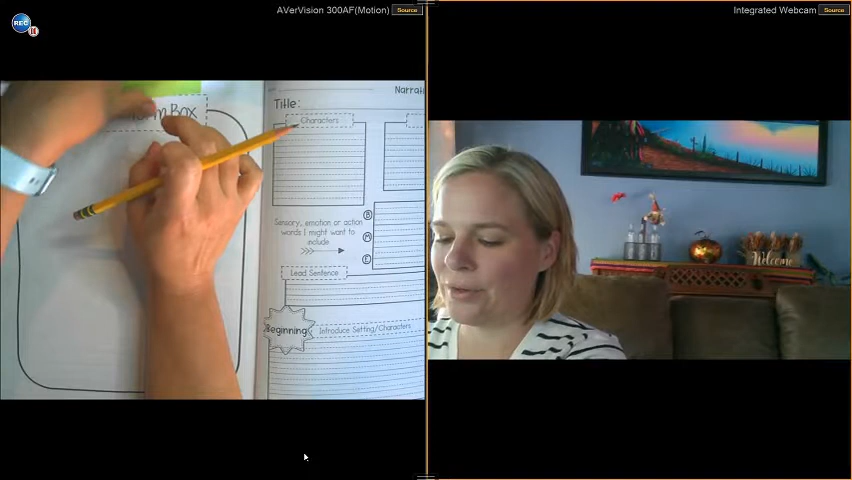 AVerVision 300AF(Motion)
Source
Integrated Webcam
Source
REC
Box
Title:
Characters
Sensory, emotion or action
words I might want to
include
B
M
E
Lead Sentence
Beginning
Introduce Setting/Characters
Welcome